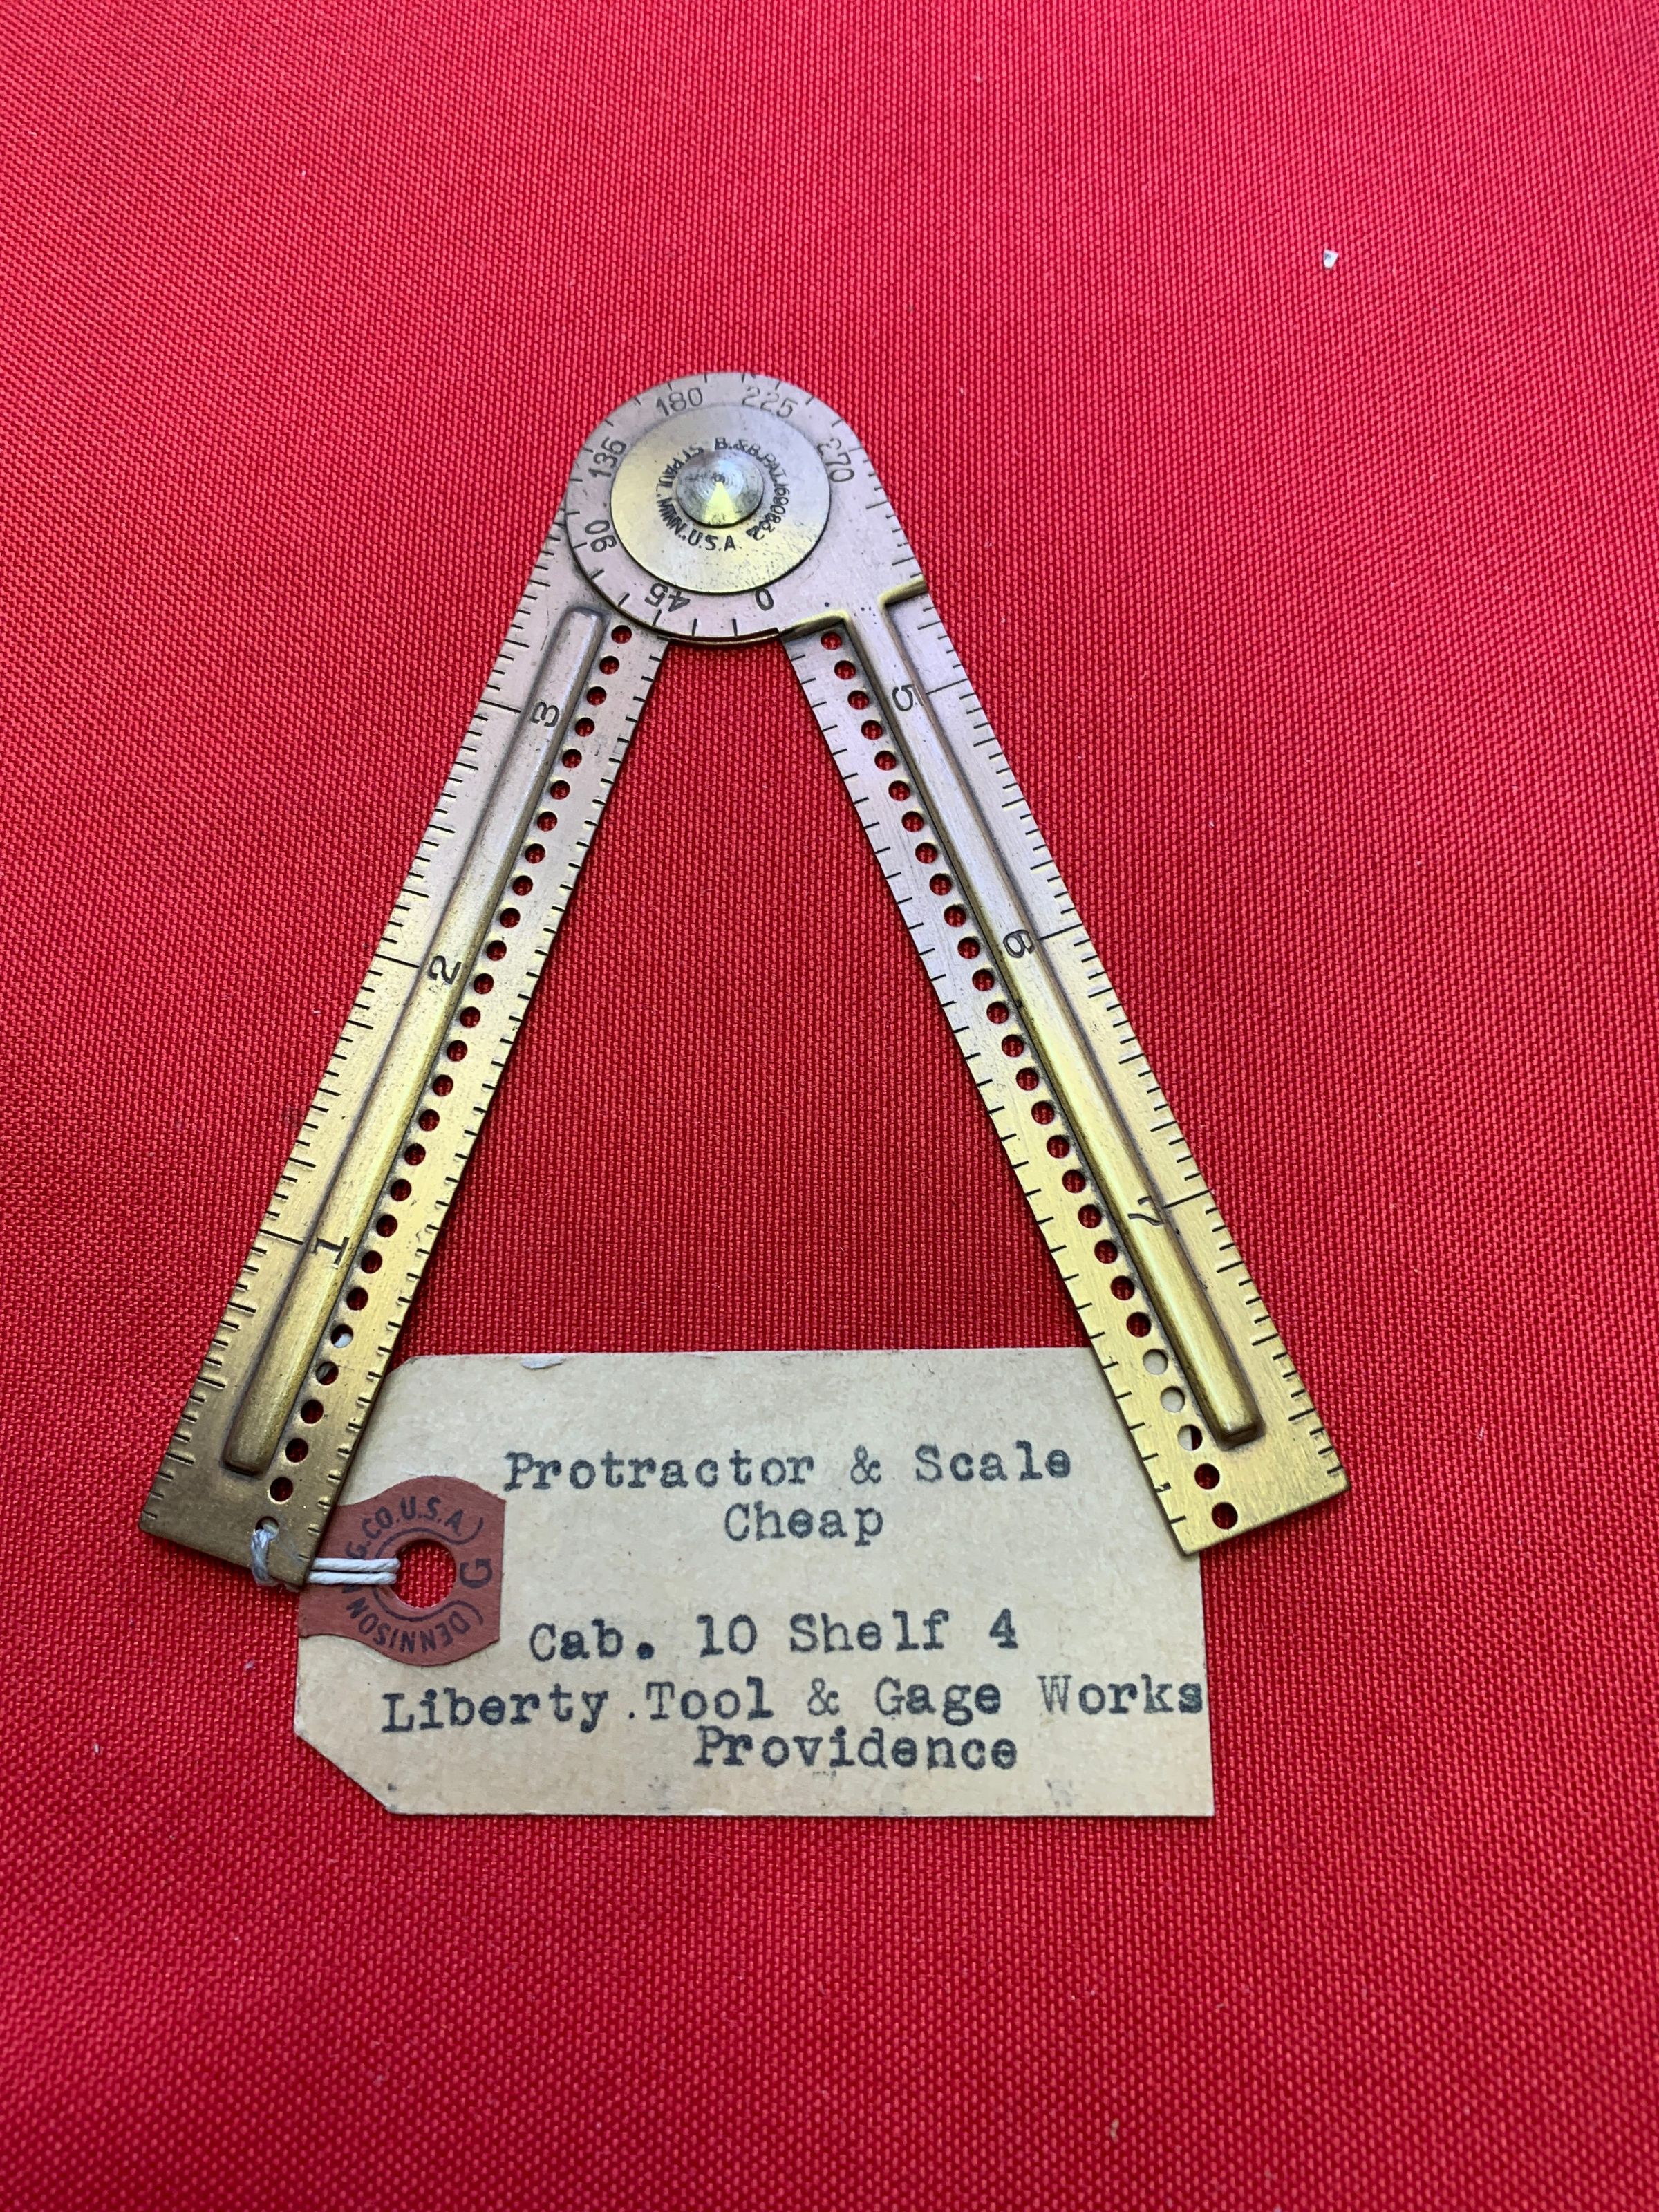 180
225
135
270
90
45
0
B.&B. PAT.
ST. PAUL, MINN., U.S.A
3
5
2
6
1
7
Protractor & Scale
Cheap
G.CO.U.S.A
G
(DENNISON
Cab. 10 Shelf 4
Liberty.Tool & Gage Works
Providence